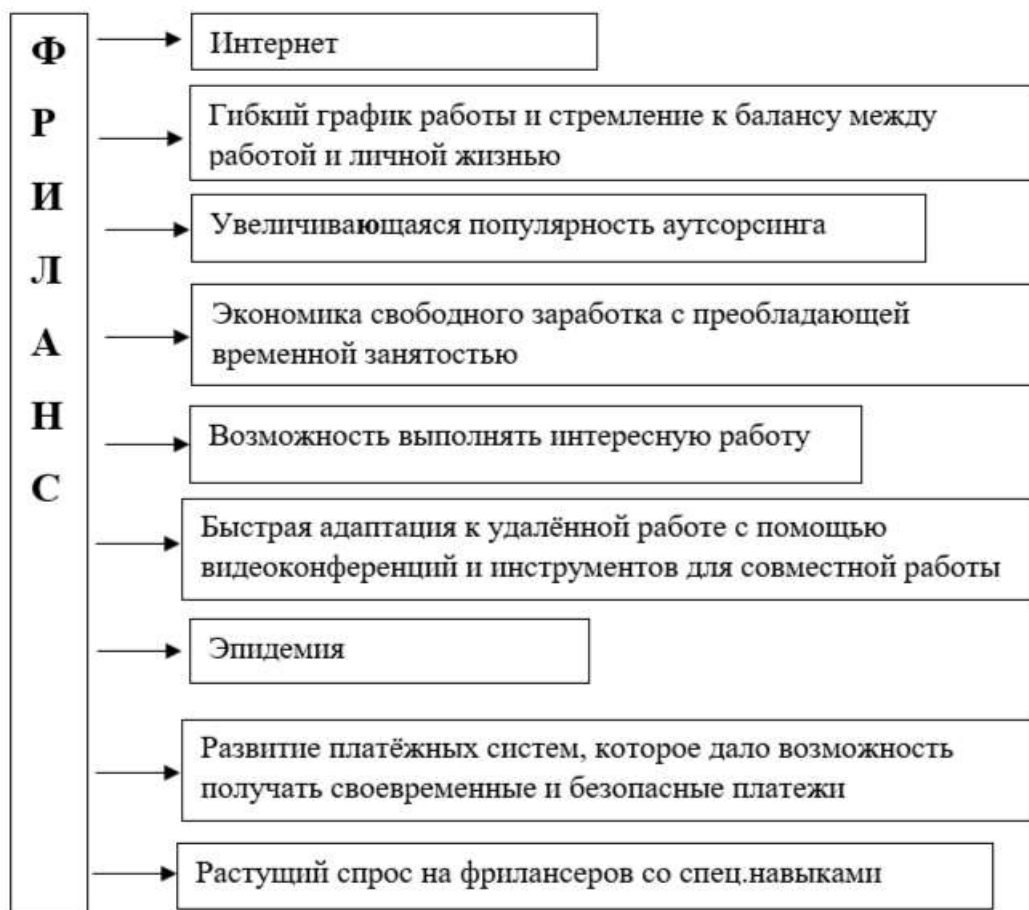 ФРИЛАНС
Интернет
Гибкий график работы и стремление к балансу между
работой и личной жизнью
Увеличивающаяся популярность аутсорсинга
Экономика свободного заработка с преобладающей
временной занятостью
Возможность выполнять интересную работу
Быстрая адаптация к удалённой работе с помощью
видеоконференций и инструментов для совместной работы
Эпидемия
Развитие платёжных систем, которое дало возможность
получать своевременные и безопасные платежи
Растущий спрос на фрилансеров со спец.навыками